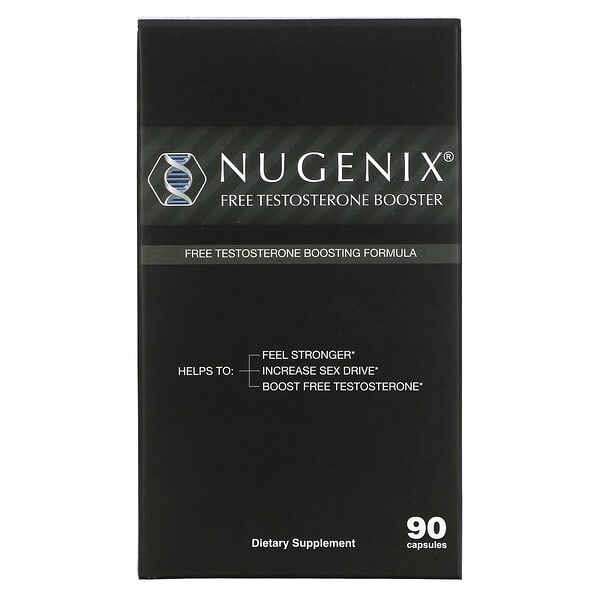 NUGENIX®
FREE TESTOSTERONE BOOSTER
FREE TESTOSTERONE BOOSTING FORMULA
HELPS TO:
FEEL STRONGER*
INCREASE SEX DRIVE*
BOOST FREE TESTOSTERONE*
Dietary Supplement
90
capsules